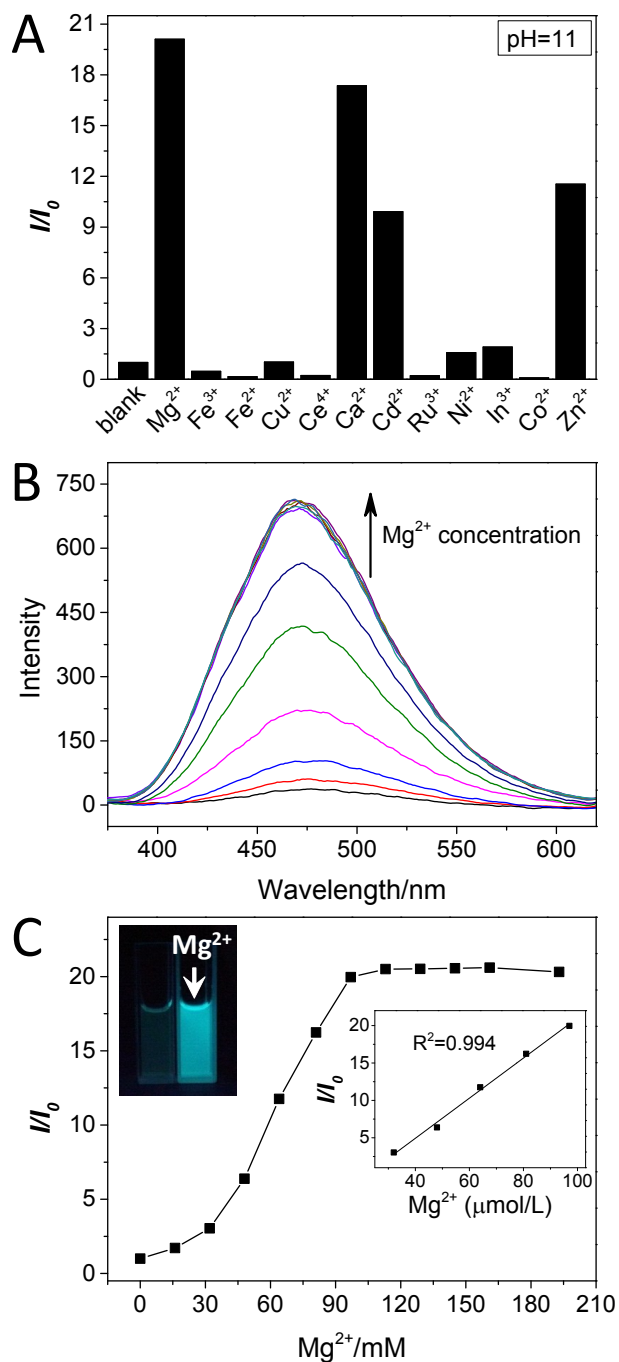 A
pH=11
21
18
15
12
9
6
3
0
I/I₀
blank Mg²⁺ Fe³⁺ Fe²⁺ Cu²⁺ Ce⁴⁺ Ca²⁺ Cd²⁺ Ru³⁺ Ni²⁺ In³⁺ Co²⁺ Zn²⁺
B
750
600
450
300
150
0
Intensity
Mg²⁺ concentration
400 450 500 550 600
Wavelength/nm
C
25
20
15
10
5
0
I/I₀
Mg²⁺
R²=0.994
20
15
10
5
I/I₀
40 60 80 100
Mg²⁺ (μmol/L)
0 30 60 90 120 150 180 210
Mg²⁺/mM